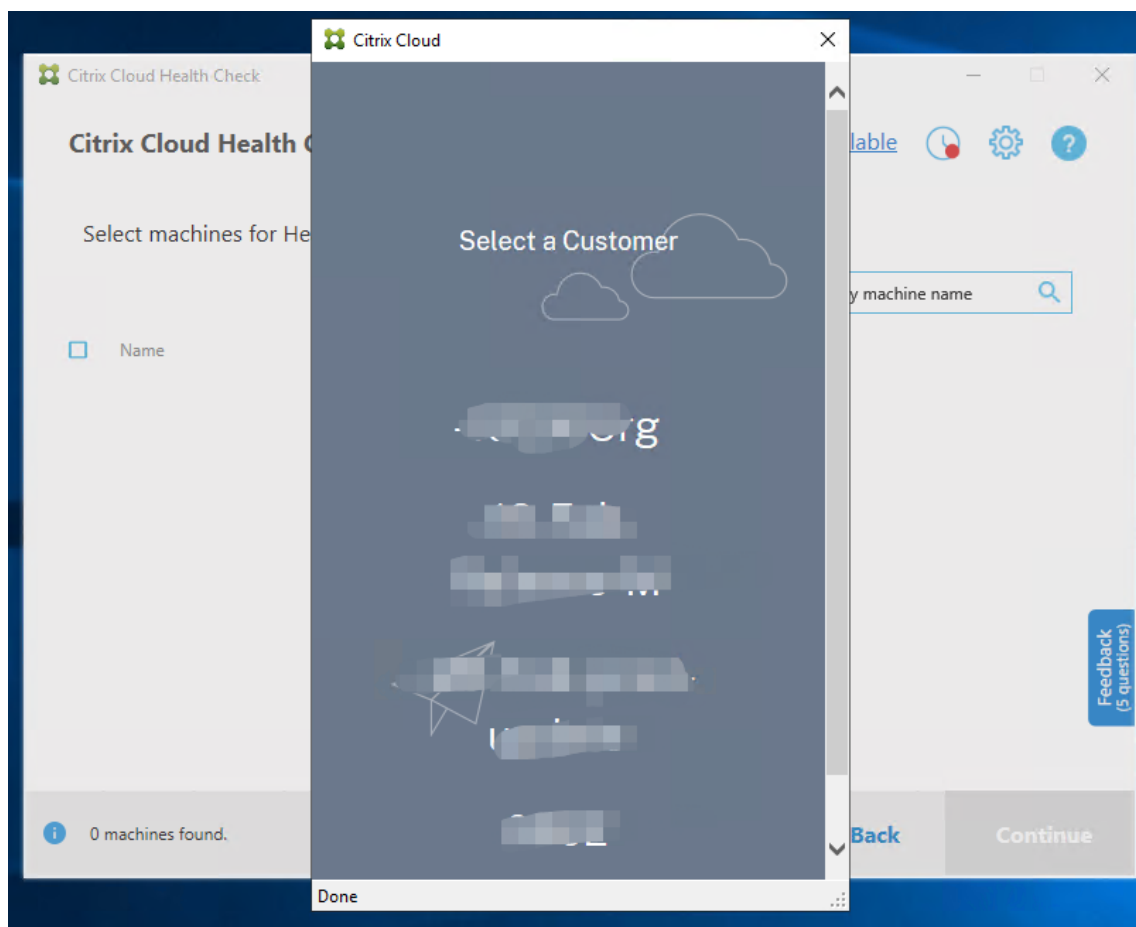 Citrix Cloud
Citrix Cloud Health Check
Citrix Cloud Health
lable
?
Select machines for He
Select a Customer
y machine name
Name
Feedback
(5 questions)
0 machines found.
Back
Continue
Done